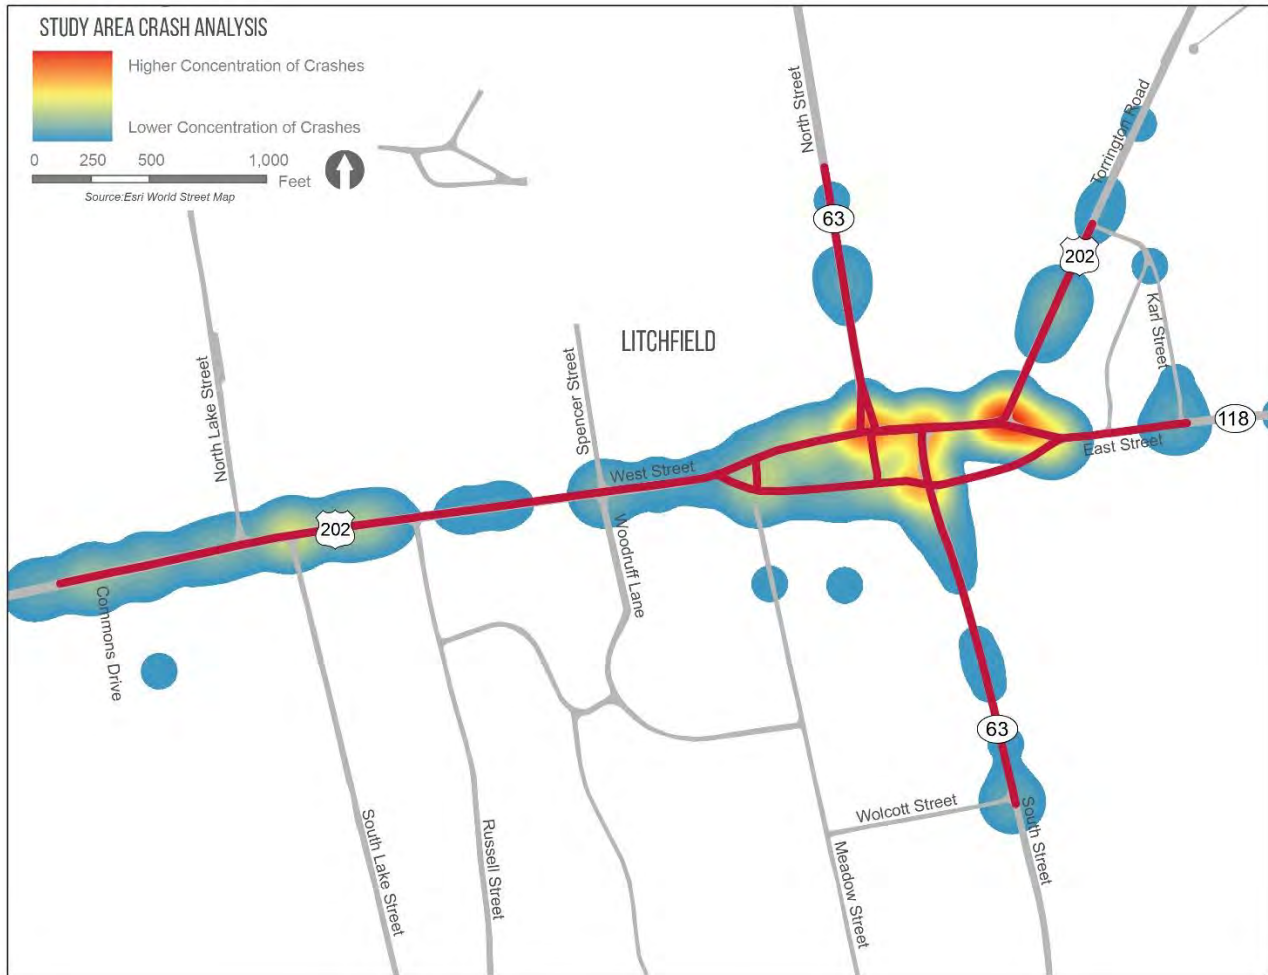 STUDY AREA CRASH ANALYSIS
Higher Concentration of Crashes
Lower Concentration of Crashes
0 250 500 1,000
Feet
Source:Esri World Street Map
North Street
Torrington Road
63
202
Karl Street
LITCHFIELD
North Lake Street
Spencer Street
118
East Street
West Street
202
Woodruff Lane
Commons Drive
63
Wolcott Street
South Lake Street
Russell Street
Meadow Street
South Street